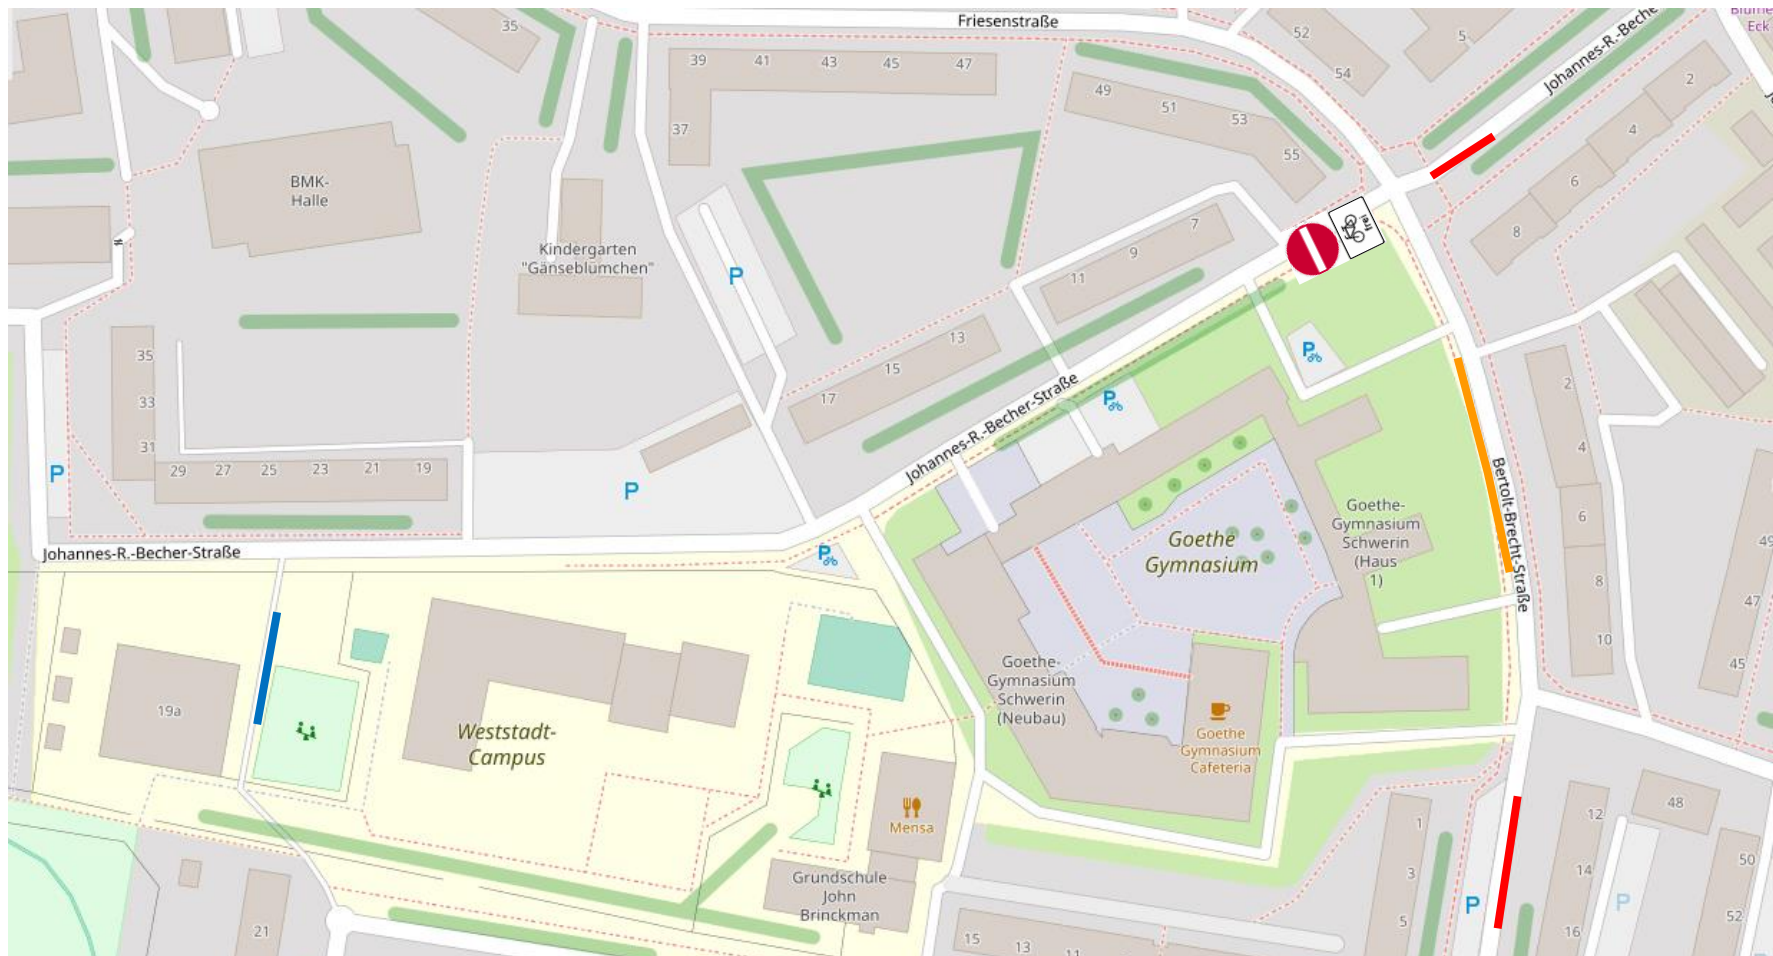 Friesenstraße
Blume
Eck
35
39
41
43
45
47
37
49
51
53
55
52
54
5
Johannes-R.-Beche
2
4
6
8
BMK-
Halle
Kindergarten
"Gänseblümchen"
P
frei
7
9
11
13
15
17
P
35
33
31
29
27
25
23
21
19
P
P
P
Johannes-R.-Becher-Straße
Johannes-R.-Becher-Straße
P
Bertolt-Brecht-Straße
2
4
6
8
10
49
47
45
Goethe
Gymnasium
Goethe-
Gymnasium
Schwerin
(Haus
1)
Goethe-
Gymnasium
Schwerin
(Neubau)
Goethe
Gymnasium
Cafeteria
19a
Weststadt-
Campus
Mensa
Grundschule
John
Brinckman
21
15
13
11
1
3
5
P
12
14
16
48
50
52
P